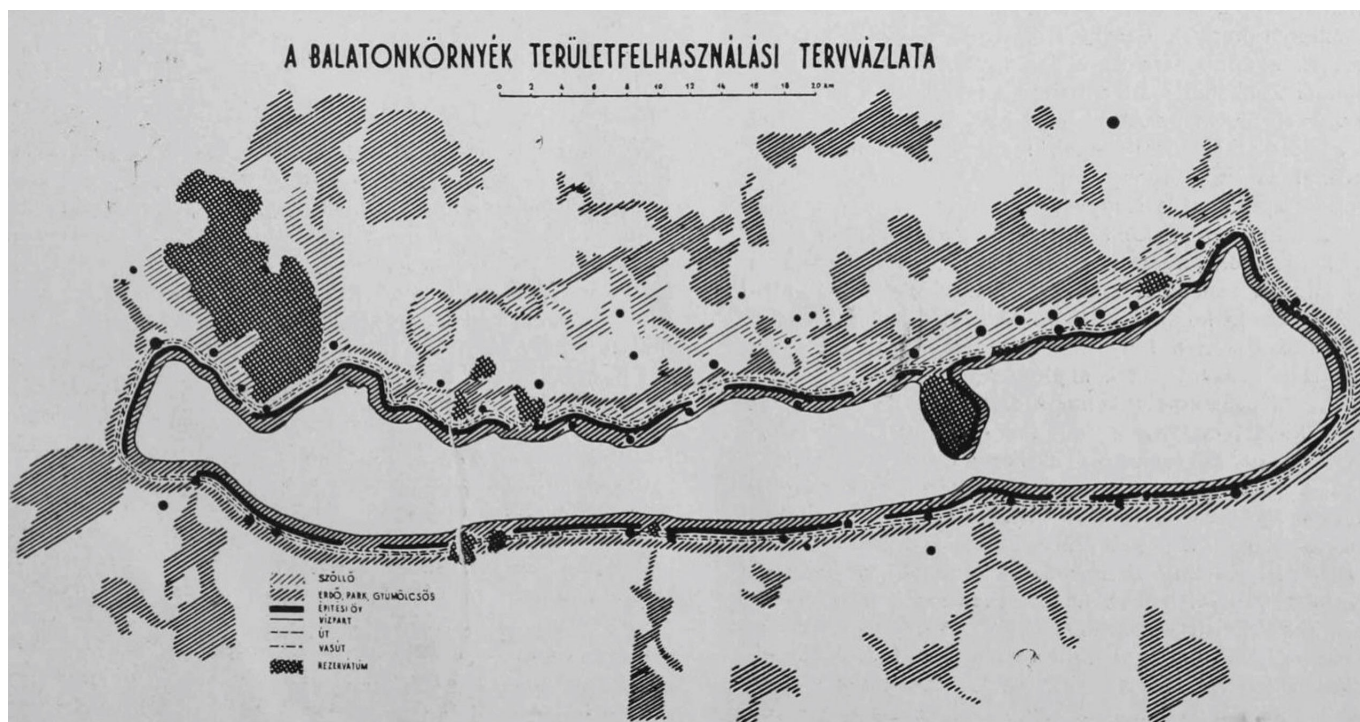 A BALATONKÖRNYÉK TERÜLETFELHASZNÁLÁSI TERVVÁZLATA
0 2 4 6 8 10 12 14 16 18 20 km
SZŐLLŐ
ERDŐ, PARK, GYÜMÖLCSÖS
ÉPITÉSI ÖV
VÍZPART
ÚT
VASÚT
REZERVÁTUM